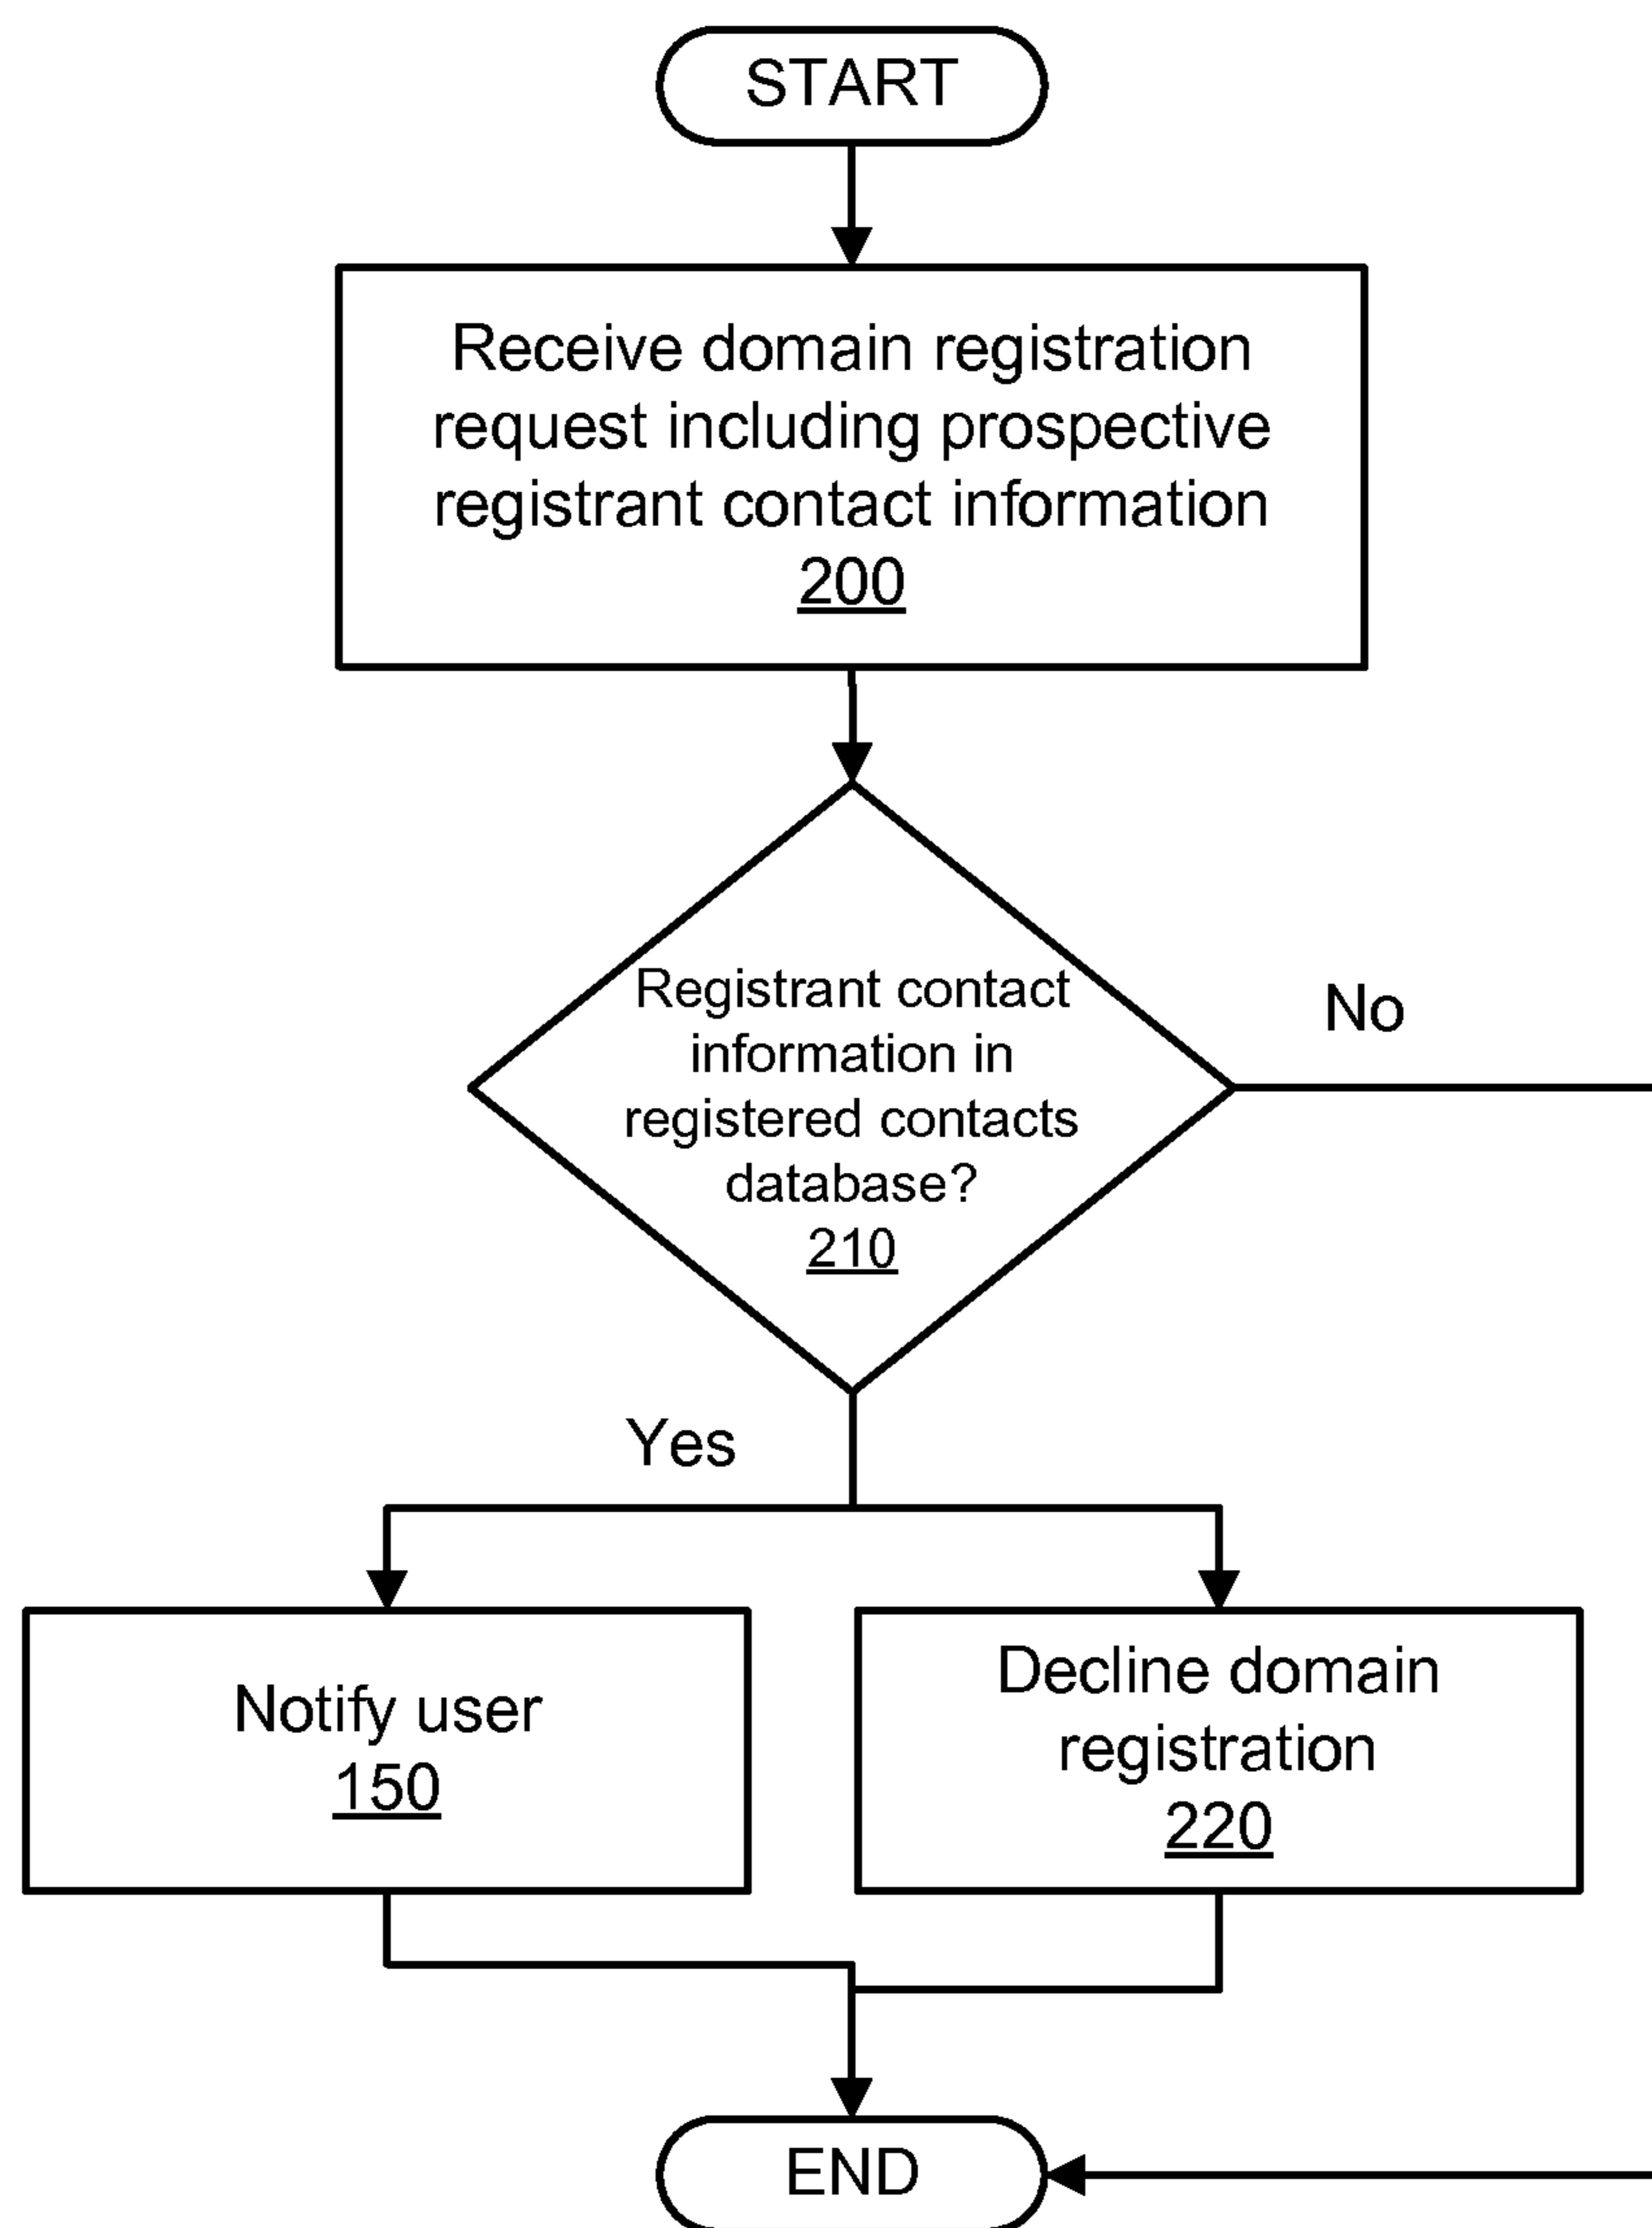 START
Receive domain registration
request including prospective
registrant contact information
200
Registrant contact
information in
registered contacts
database?
210
No
Yes
Notify user
150
Decline domain
registration
220
END